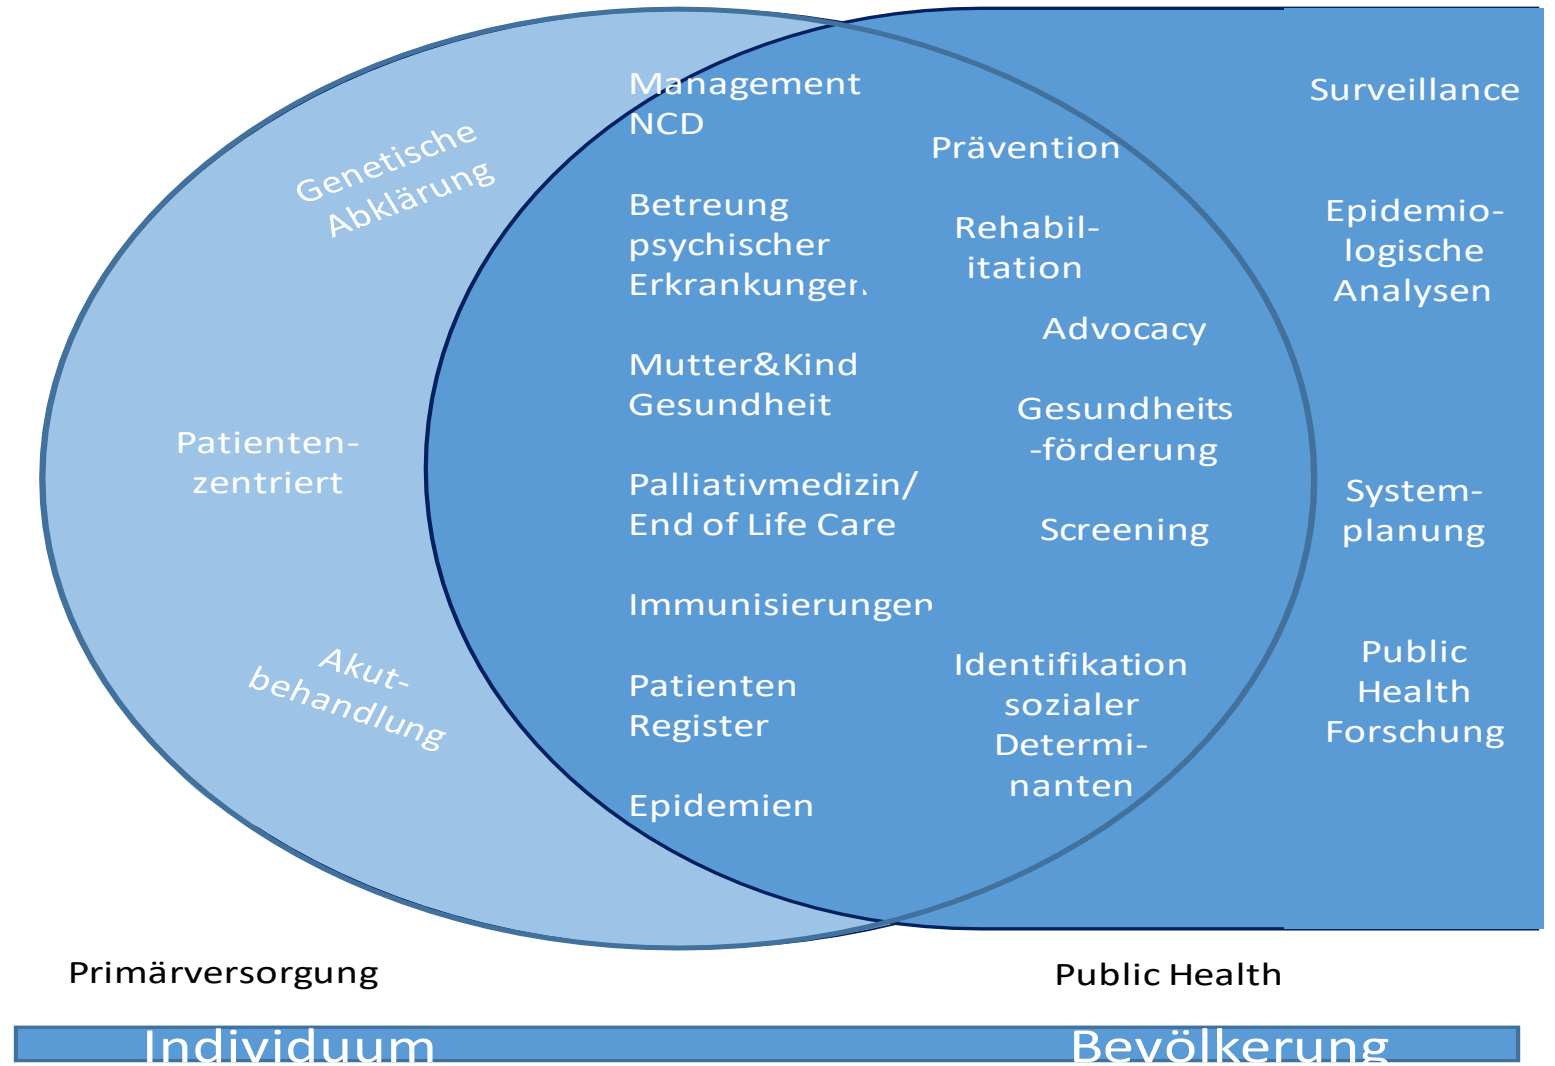 Genetische
Abklärung
Patienten-
zentriert
Akut-
behandlung
Management
NCD
Betreung
psychischer
Erkrankungen
Mutter&Kind
Gesundheit
Palliativmedizin/
End of Life Care
Immunisierungen
Patienten
Register
Epidemien
Prävention
Rehabil-
itation
Advocacy
Gesundheits
-förderung
Screening
Identifikation
sozialer
Determi-
nanten
Surveillance
Epidemio-
logische
Analysen
System-
planung
Public
Health
Forschung
Primärversorgung
Public Health
Individuum
Bevölkerung